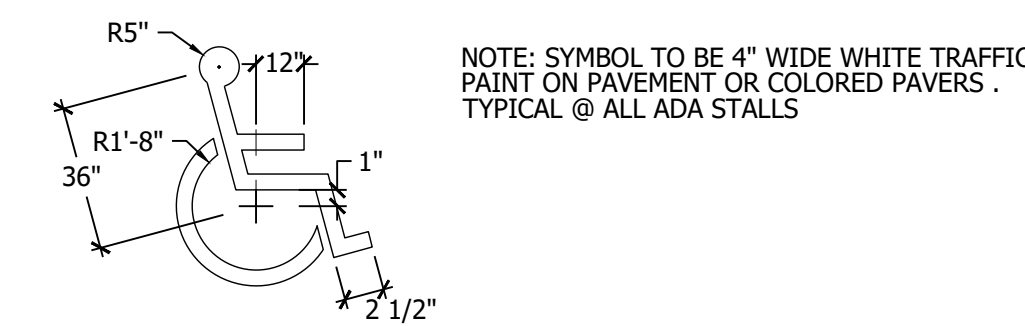 R5"
12"
R1'-8"
36"
1"
2 1/2"
NOTE: SYMBOL TO BE 4" WIDE WHITE TRAFFIC
PAINT ON PAVEMENT OR COLORED PAVERS .
TYPICAL @ ALL ADA STALLS